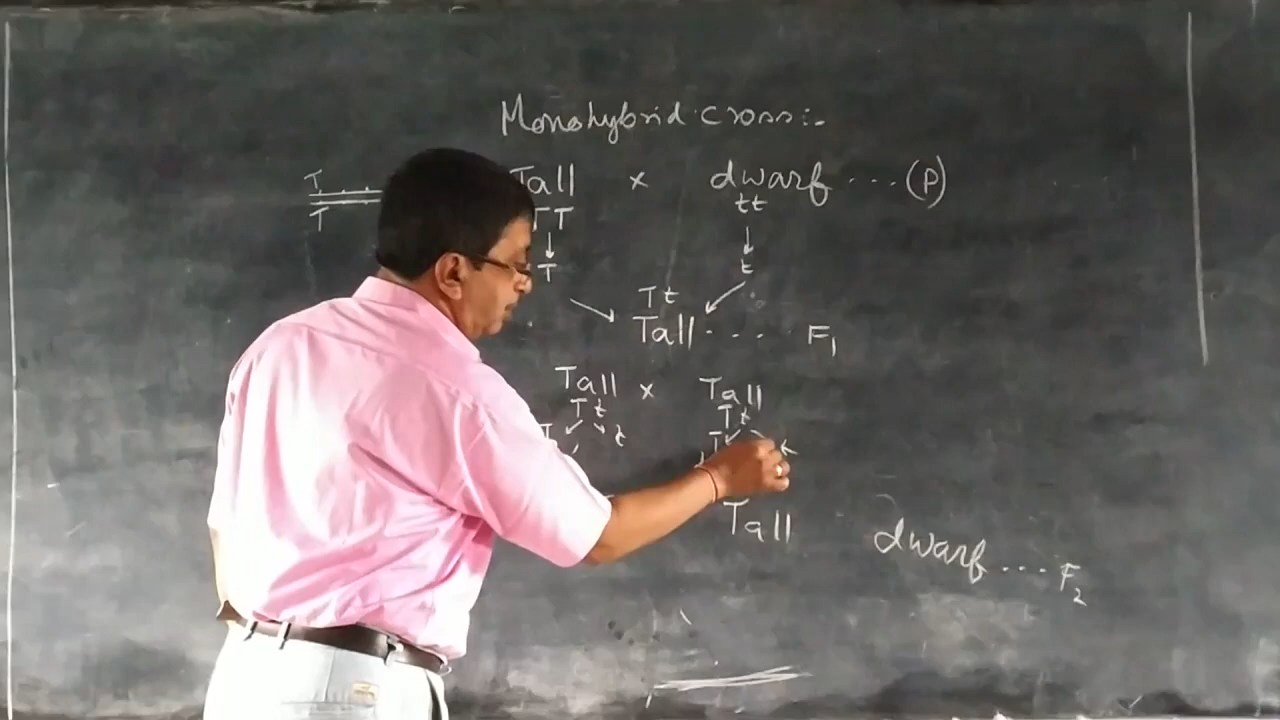 Monohybrid cross:-
T Tall x dwarf ... (P)
T TT tt
T t
Tt
Tall .... F1
Tall x Tall
Tt Tt
T t T t
Tall dwarf ... F2